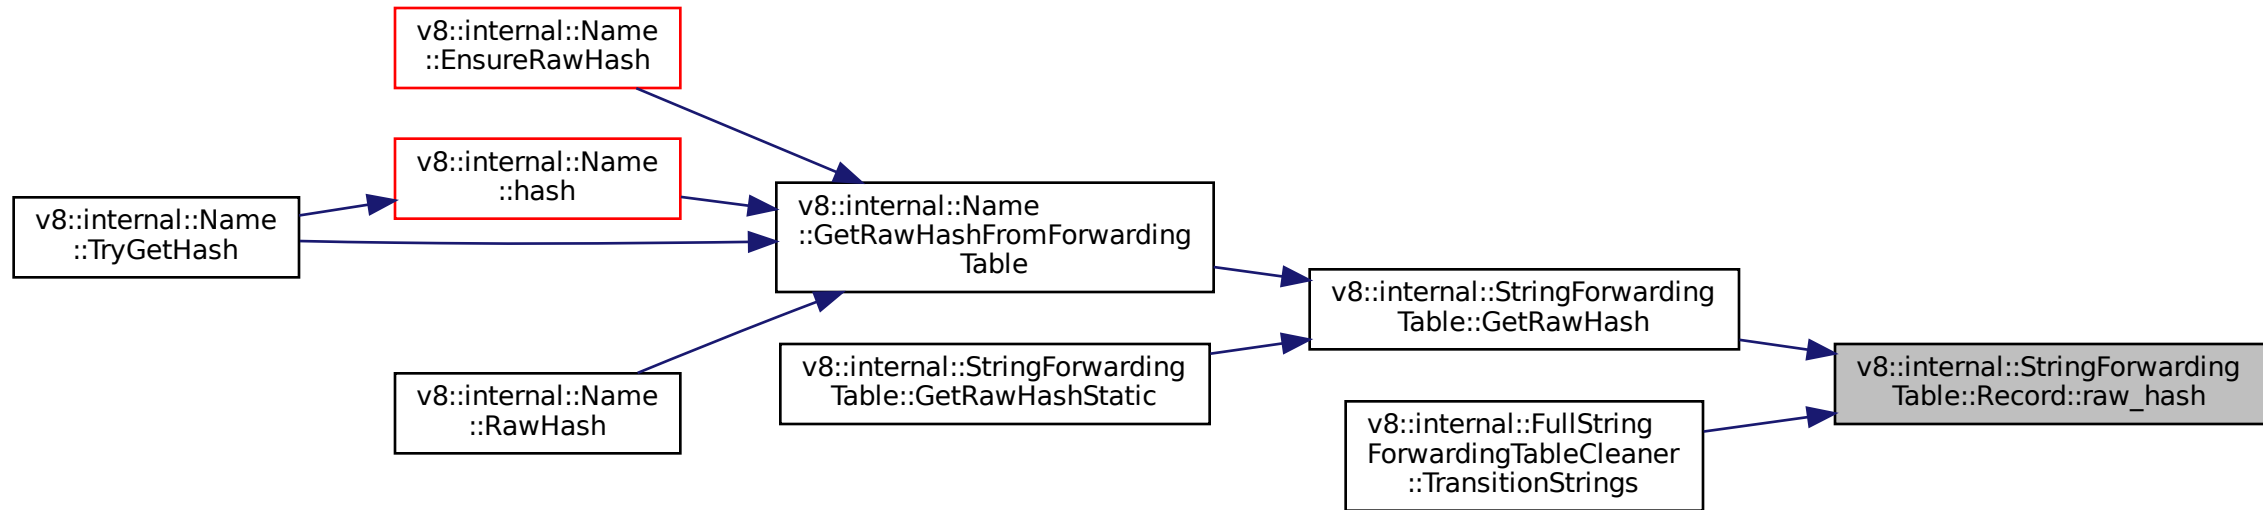 v8::internal::Name
::EnsureRawHash
v8::internal::Name
::hash
v8::internal::Name
::TryGetHash
v8::internal::Name
::GetRawHashFromForwarding
Table
v8::internal::StringForwarding
Table::GetRawHash
v8::internal::StringForwarding
Table::GetRawHashStatic
v8::internal::StringForwarding
Table::Record::raw_hash
v8::internal::Name
::RawHash
v8::internal::FullString
ForwardingTableCleaner
::TransitionStrings